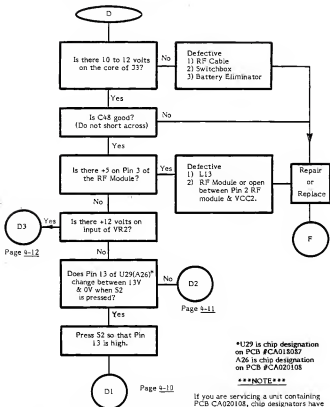 D
Is there 10 to 12 volts
on the core of J3?
No
Defective
1) RF Cable
2) Switchbox
3) Battery Eliminator
Yes
Is C48 good?
(Do not short across)
No
Yes
Is there +5 on Pin 3 of
the RF Module?
Yes
Defective
1) L13
2) RF Module or open
between Pin 2 RF
module & VCC2.
Repair
or
Replace
No
D3
Yes
Is there +12 volts on
input of VR2?
F
Page 4-12
No
Does Pin 13 of U29(A26)*
change between 13V
& 0V when S2
is pressed?
No
D2
Page 4-11
Yes
Press S2 so that Pin
13 is high.
*U29 is chip designation
on PCB #CA018087
A26 is chip designation
on PCB #CA020108
***NOTE***
D1
Page 4-10
If you are servicing a unit containing
PCB CA020108, chip designators have